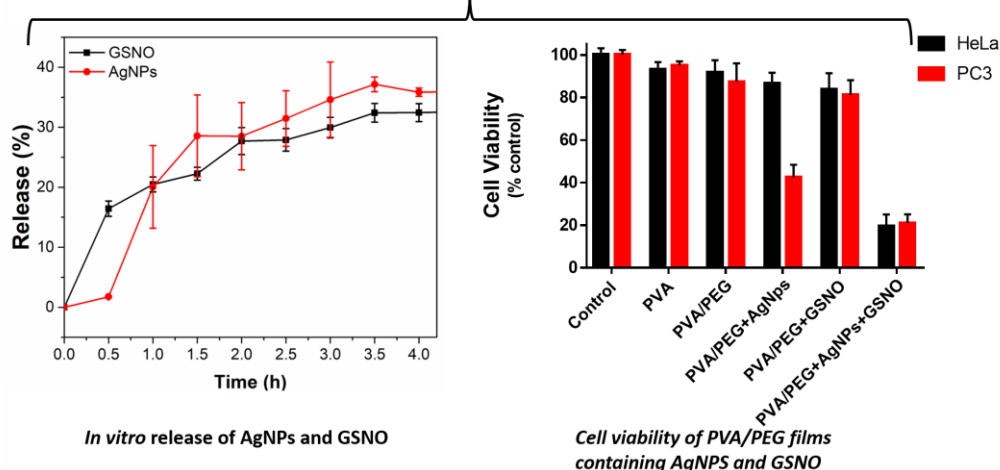 GSNO
AgNPs
Release (%)
40
30
20
10
0
0.0 0.5 1.0 1.5 2.0 2.5 3.0 3.5 4.0
Time (h)
In vitro release of AgNPs and GSNO
HeLa
PC3
Cell Viability
(% control)
100
80
60
40
20
0
Control
PVA
PVA/PEG
PVA/PEG+AgNps
PVA/PEG+GSNO
PVA/PEG+AgNPs+GSNO
Cell viability of PVA/PEG films
containing AgNPS and GSNO